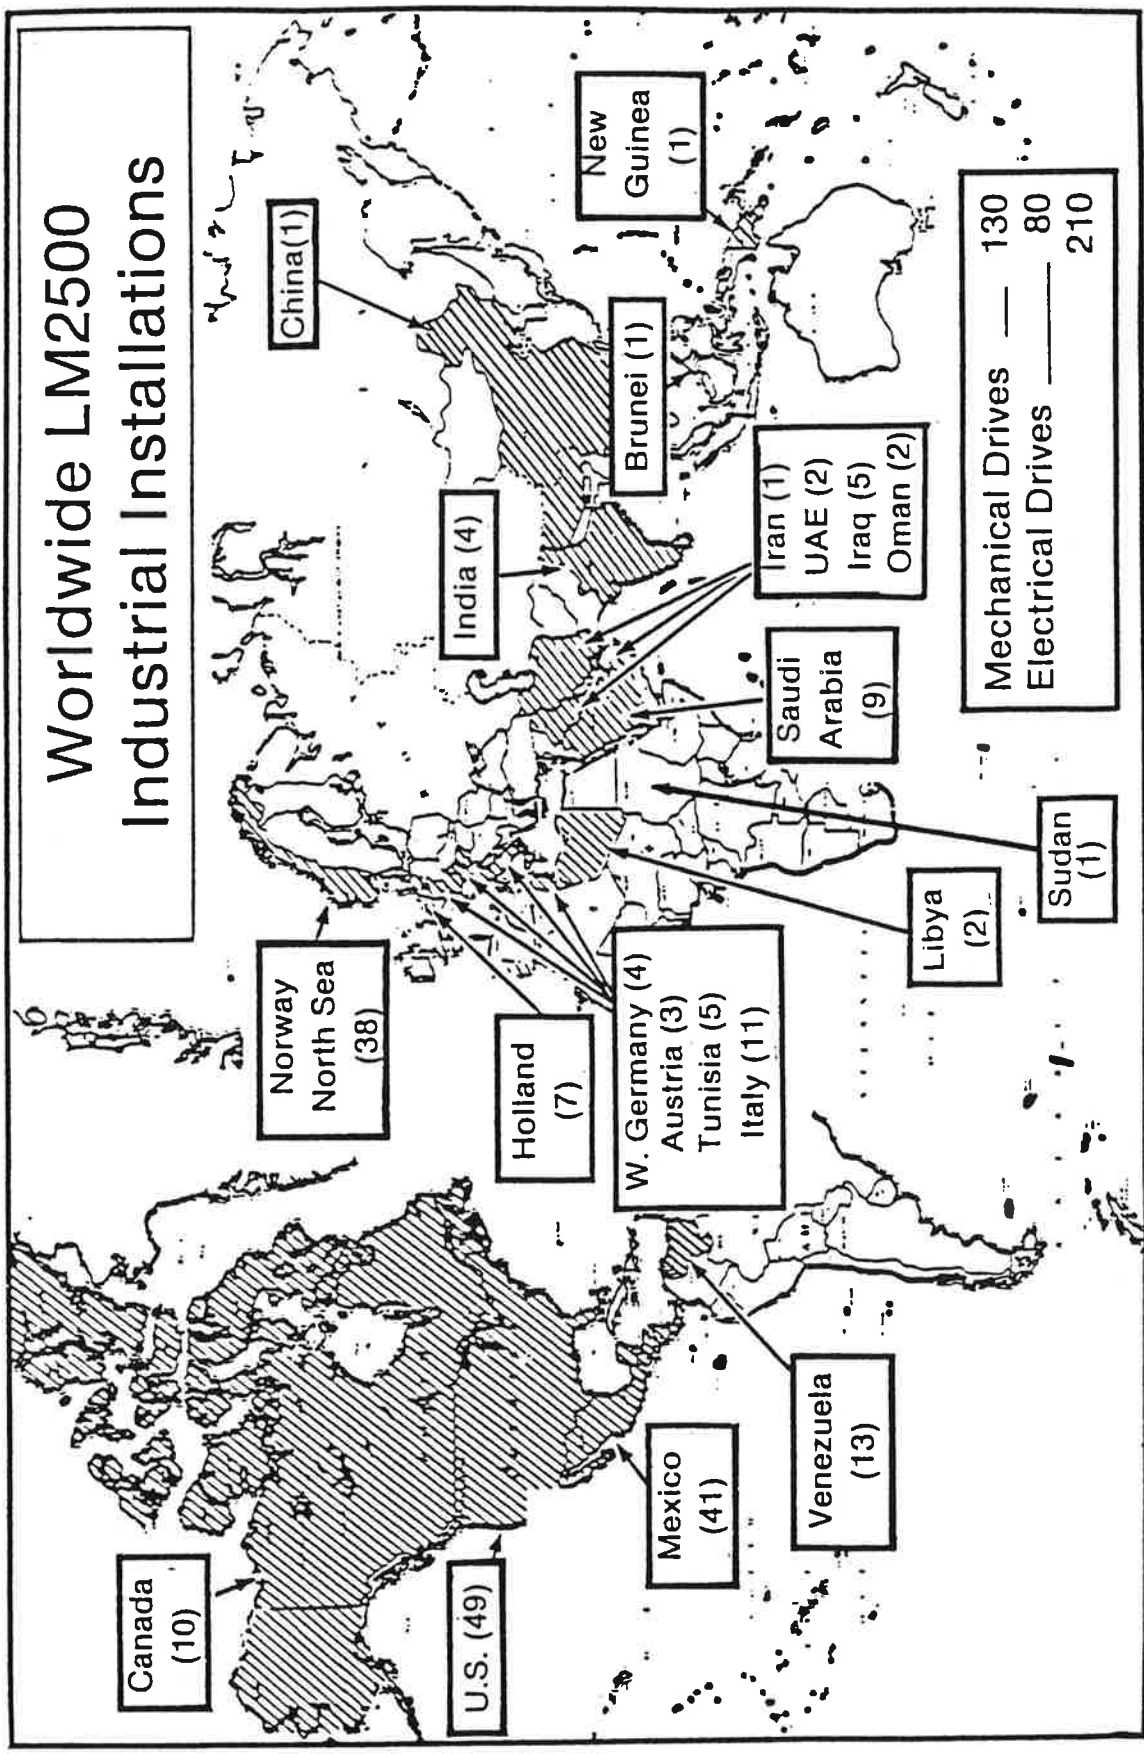 Worldwide LM2500
Industrial Installations
Canada
(10)
U.S. (49)
Mexico
(41)
Venezuela
(13)
Norway
North Sea
(38)
Holland
(7)
W. Germany (4)
Austria (3)
Tunisia (5)
Italy (11)
Libya
(2)
Sudan
(1)
Saudi
Arabia
(9)
India (4)
Iran (1)
UAE (2)
Iraq (5)
Oman (2)
China(1)
Brunei (1)
New
Guinea
(1)
Mechanical Drives — 130
Electrical Drives —— 80
210